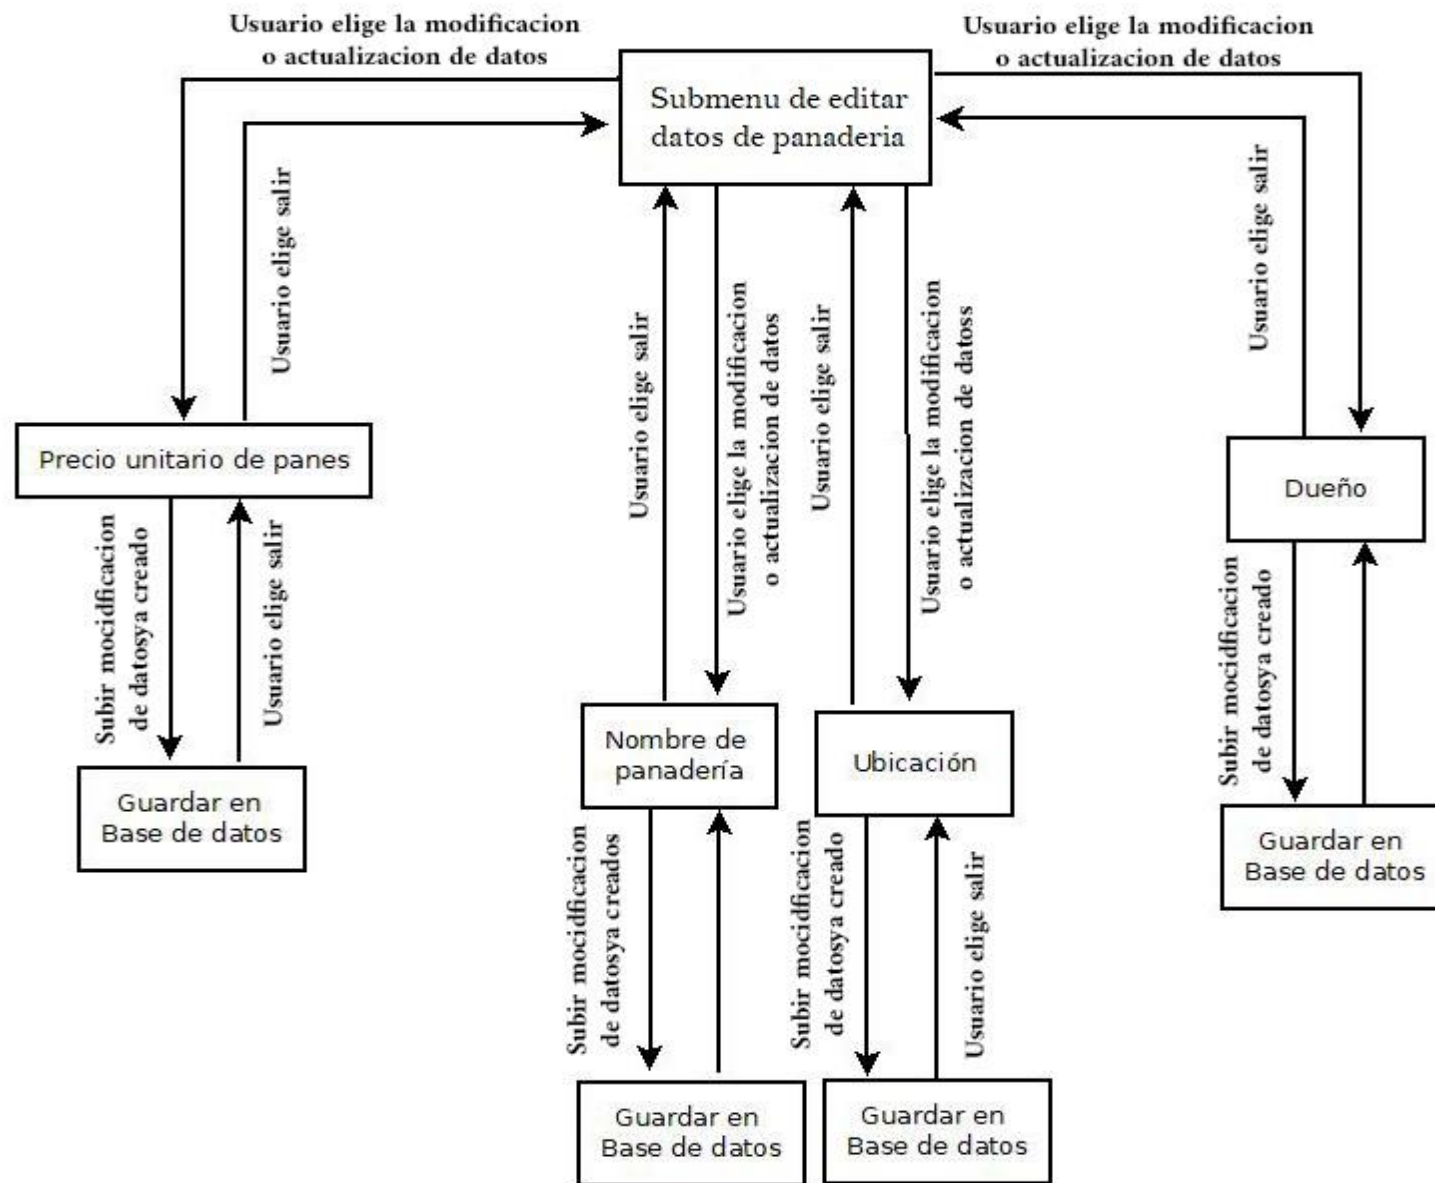 Usuario elige la modificacion
o actualizacion de datos
Usuario elige la modificacion
o actualizacion de datos
Submenu de editar
datos de panaderia
Usuario elige salir
Usuario elige salir
Usuario elige la modificacion
o actualizacion de datos
Usuario elige salir
Usuario elige la modificacion
o actualizacion de datoss
Usuario elige salir
Precio unitario de panes
Dueño
Subir mocidficacion
de datosya creado
Usuario elige salir
Subir mocidficacion
de datosya creado
Nombre de
panadería
Ubicación
Guardar en
Base de datos
Guardar en
Base de datos
Subir mocidficacion
de datosya creados
Subir mocidficacion
de datosya creado
Usuario elige salir
Guardar en
Base de datos
Guardar en
Base de datos